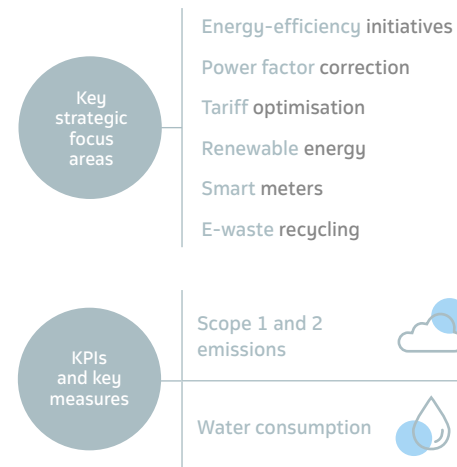 Key
strategic
focus
areas
Energy-efficiency initiatives
Power factor correction
Tariff optimisation
Renewable energy
Smart meters
E-waste recycling
KPIs
and key
measures
Scope 1 and 2
emissions
Water consumption